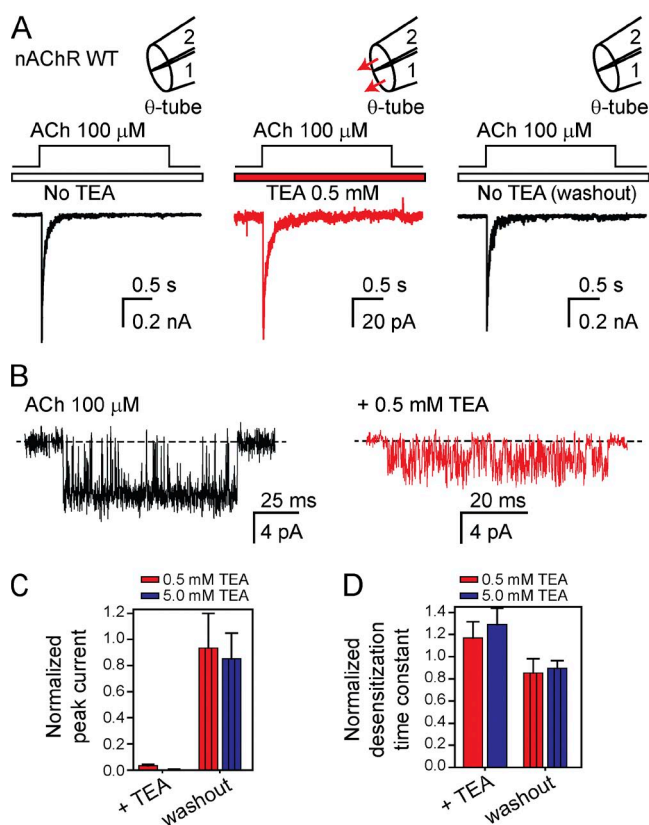 A
nAChR WT
2
1
θ-tube
2
1
θ-tube
2
1
θ-tube
ACh 100 μM
ACh 100 μM
ACh 100 μM
No TEA
TEA 0.5 mM
No TEA (washout)
0.5 s
0.2 nA
0.5 s
20 pA
0.5 s
0.2 nA
B
ACh 100 μM
+ 0.5 mM TEA
25 ms
4 pA
20 ms
4 pA
C
0.5 mM TEA
5.0 mM TEA
Normalized
peak current
1.2
1.0
0.8
0.6
0.4
0.2
0.0
+ TEA
washout
D
0.5 mM TEA
5.0 mM TEA
Normalized
desensitization
time constant
1.4
1.2
1.0
0.8
0.6
0.4
0.2
0.0
+ TEA
washout